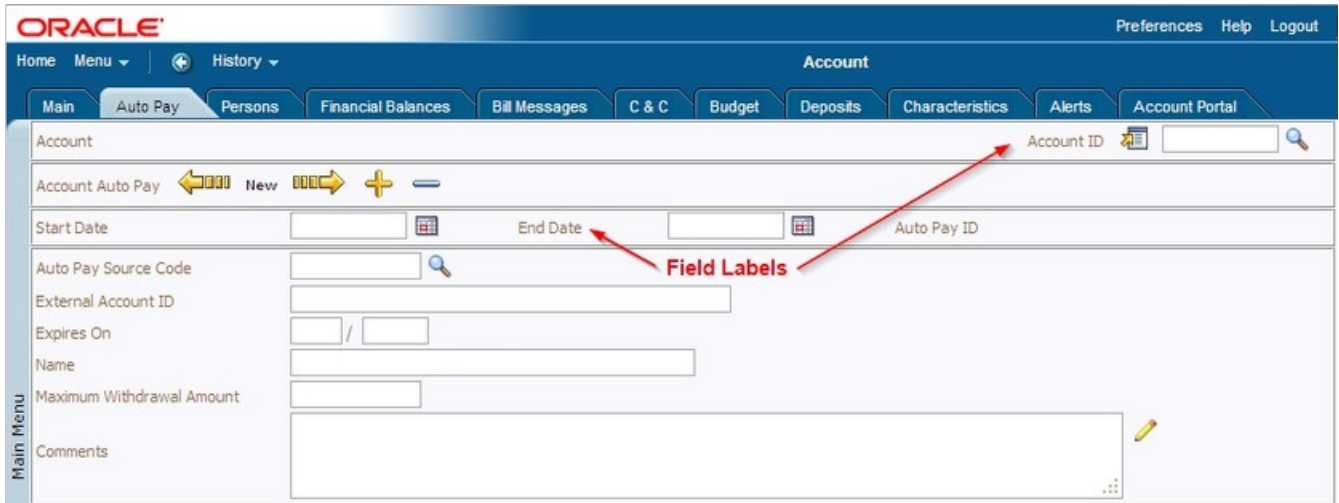 ORACLE
Preferences Help Logout
Home Menu History Account
Main Auto Pay Persons Financial Balances Bill Messages C & C Budget Deposits Characteristics Alerts Account Portal
Account Account ID
Account Auto Pay New
Start Date End Date Auto Pay ID
Field Labels
Auto Pay Source Code
External Account ID
Expires On /
Name
Maximum Withdrawal Amount
Comments
Main Menu